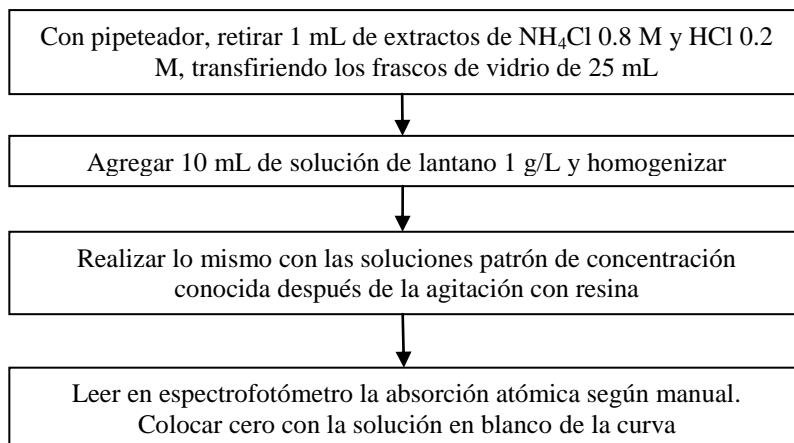 Con pipeteador, retirar 1 mL de extractos de NH₄Cl 0.8 M y HCl 0.2
M, transfiriendo los frascos de vidrio de 25 mL
Agregar 10 mL de solución de lantano 1 g/L y homogenizar
Realizar lo mismo con las soluciones patrón de concentración
conocida después de la agitación con resina
Leer en espectrofotómetro la absorción atómica según manual.
Colocar cero con la solución en blanco de la curva